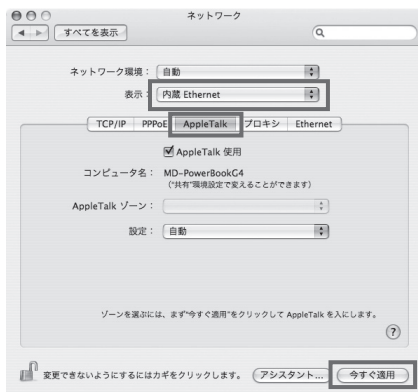 ネットワーク
すべてを表示
ネットワーク環境： 自動
表示： 内蔵 Ethernet
TCP/IP PPPoE AppleTalk プロキシ Ethernet
AppleTalk 使用
コンピュータ名： MD-PowerBookG4
（“共有”環境設定で変えることができます）
AppleTalk ゾーン：
設定： 自動
ゾーンを選ぶには、まず“今すぐ適用”をクリックして AppleTalk を入にします。
?
変更できないようにするにはカギをクリックします。 アシスタント... 今すぐ適用